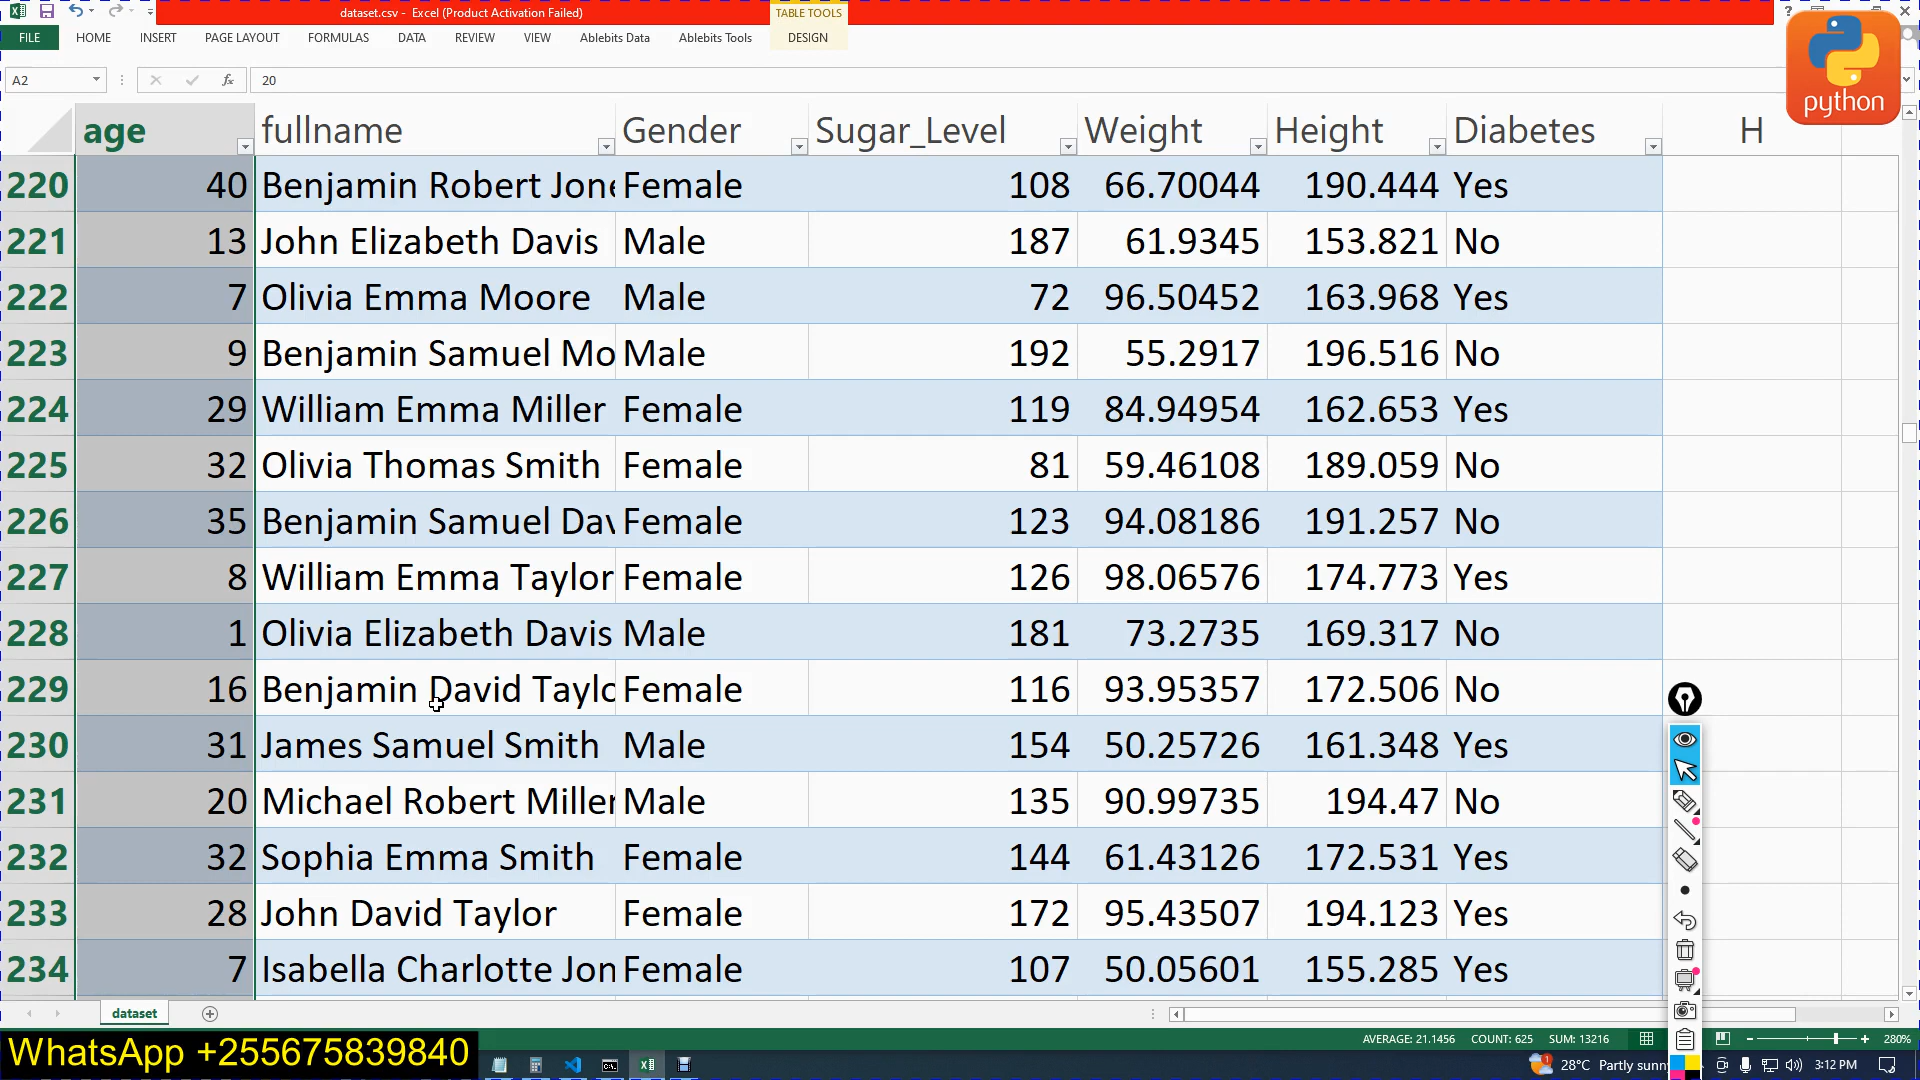 dataset.csv - Excel (Product Activation Failed)
TABLE TOOLS
?
FILE HOME INSERT PAGE LAYOUT FORMULAS DATA REVIEW VIEW Ablebits Data Ablebits Tools DESIGN
A2 fx 20
python
age fullname Gender Sugar_Level Weight Height Diabetes H
220 40 Benjamin Robert Jone Female 108 66.70044 190.444 Yes
221 13 John Elizabeth Davis Male 187 61.9345 153.821 No
222 7 Olivia Emma Moore Male 72 96.50452 163.968 Yes
223 9 Benjamin Samuel Mo Male 192 55.2917 196.516 No
224 29 William Emma Miller Female 119 84.94954 162.653 Yes
225 32 Olivia Thomas Smith Female 81 59.46108 189.059 No
226 35 Benjamin Samuel Dav Female 123 94.08186 191.257 No
227 8 William Emma Taylor Female 126 98.06576 174.773 Yes
228 1 Olivia Elizabeth Davis Male 181 73.2735 169.317 No
229 16 Benjamin David Taylo Female 116 93.95357 172.506 No
230 31 James Samuel Smith Male 154 50.25726 161.348 Yes
231 20 Michael Robert Miller Male 135 90.99735 194.47 No
232 32 Sophia Emma Smith Female 144 61.43126 172.531 Yes
233 28 John David Taylor Female 172 95.43507 194.123 Yes
234 7 Isabella Charlotte Jon Female 107 50.05601 155.285 Yes
dataset
AVERAGE: 21.1456 COUNT: 625 SUM: 13216 280%
WhatsApp +255675839840
1 28°C Partly sunny 3:12 PM